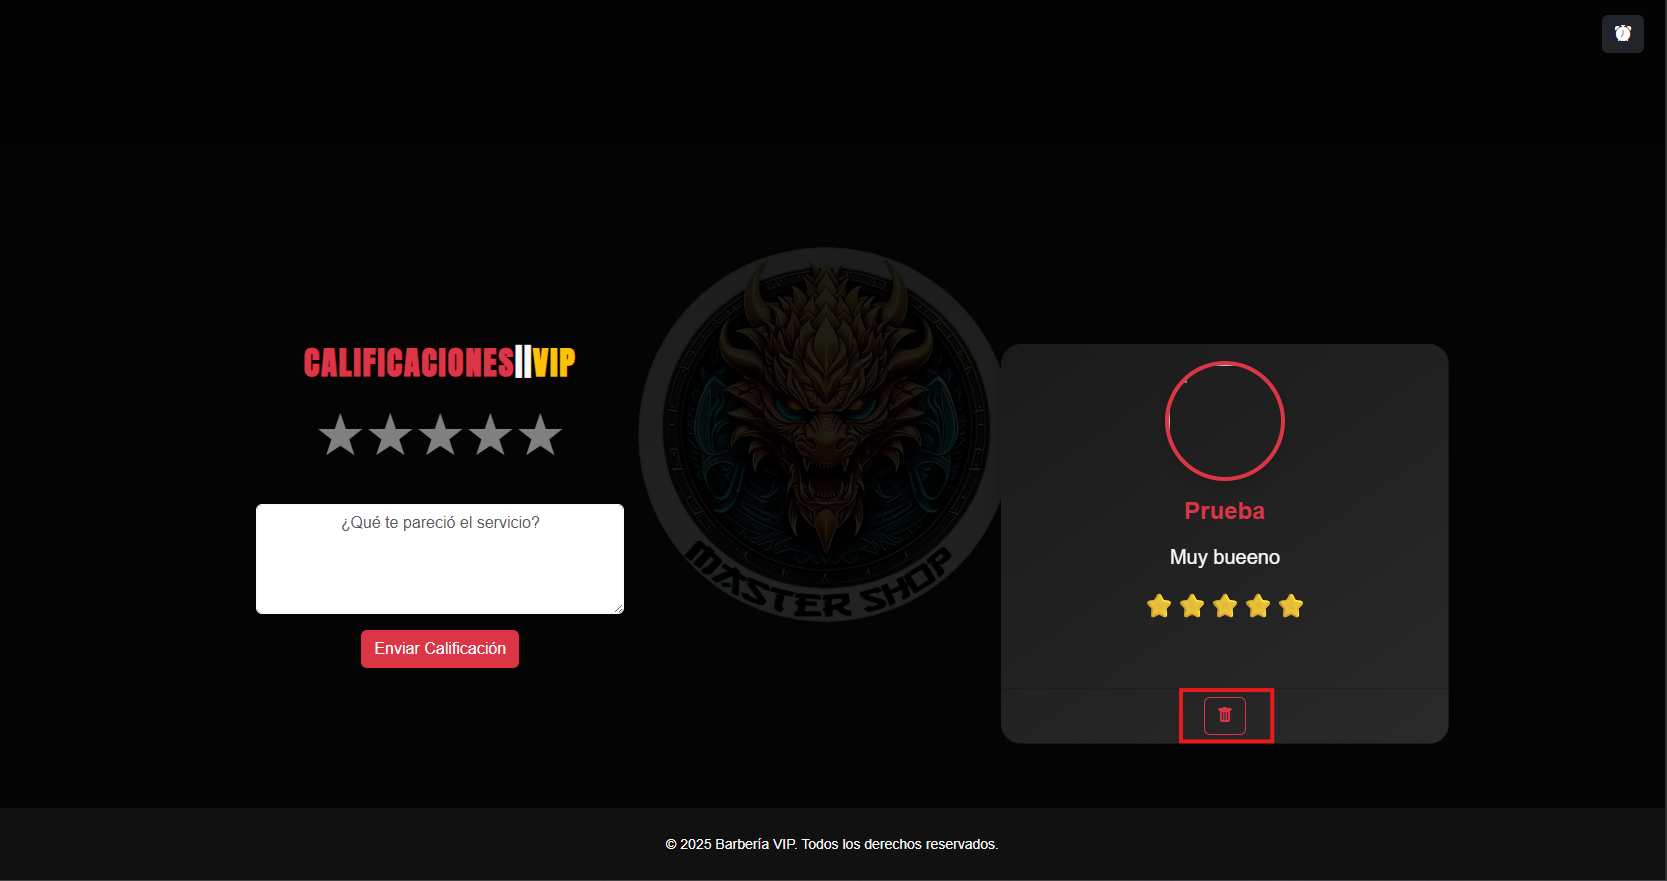 CALIFICACIONES||VIP
¿Qué te pareció el servicio?
Enviar Calificación
MASTER SHOP
Prueba
Muy bueeno
© 2025 Barbería VIP. Todos los derechos reservados.